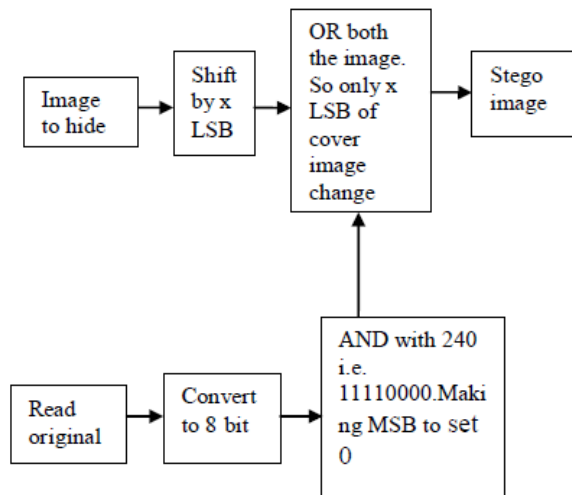 Image
to hide
Shift
by x
LSB
OR both
the image.
So only x
LSB of
cover
image
change
Stego
image
Read
original
Convert
to 8 bit
AND with 240
i.e.
11110000.Maki
ng MSB to set
0